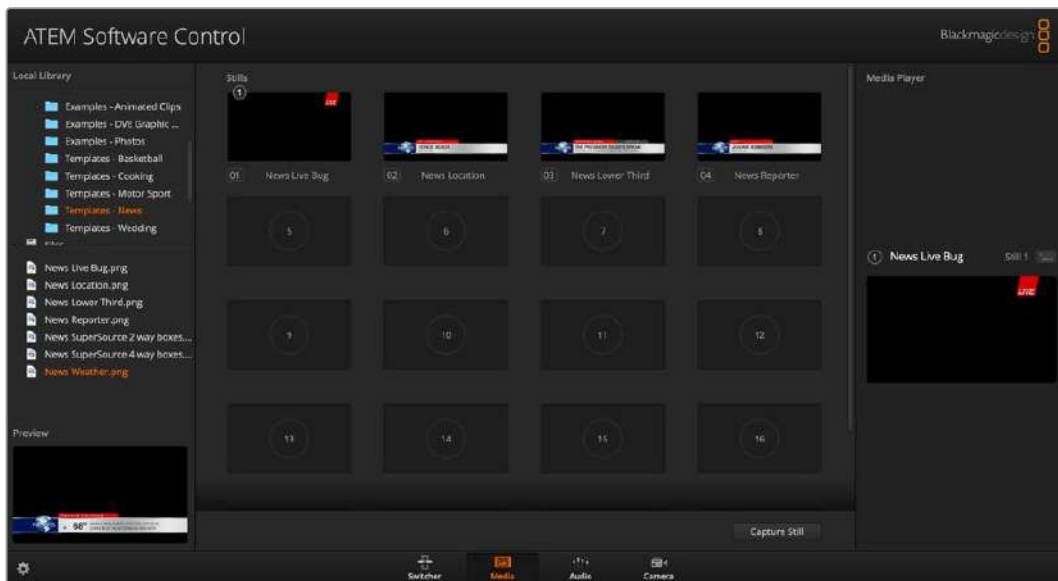 ATEM Software Control
Blackmagicdesign
Local Library
Examples - Animated Clips
Examples - DVE Graphic ...
Examples - Photos
Templates - Basketball
Templates - Cooking
Templates - Motor Sport
Templates - News
Templates - Wedding
News Live Bug.png
News Location.png
News Lower Third.png
News Reporter.png
News SuperSource 2 way boxes...
News SuperSource 4 way boxes...
News Weather.png
Preview
98°
Stills
1
LIVE
01 News Live Bug
02 News Location
03 News Lower Third
04 News Reporter
5
6
7
8
9
10
11
12
13
14
15
16
Capture Still
Media Player
1 News Live Bug Still 1
LIVE
Switcher
Media
Audio
Camera